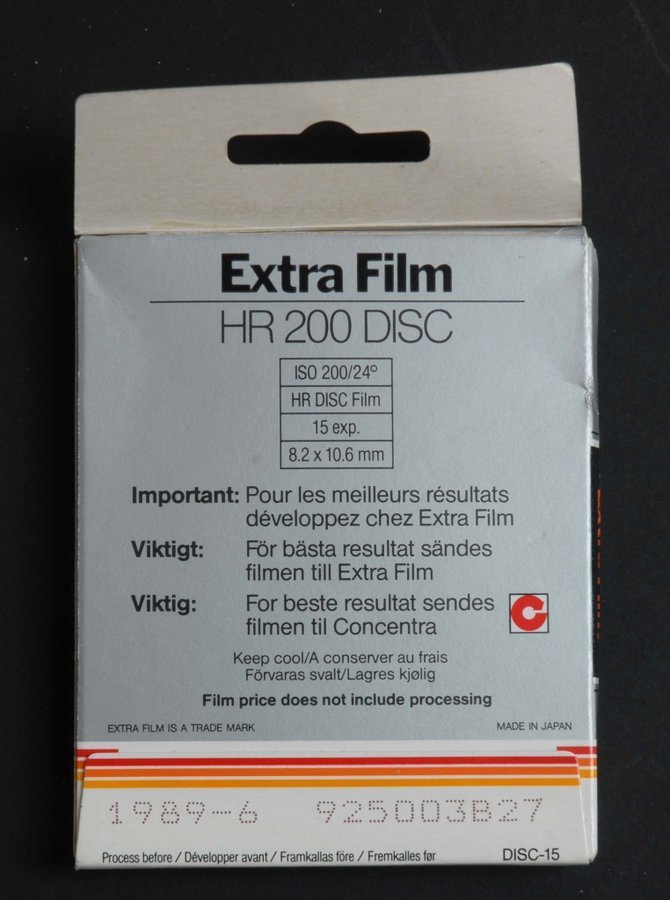 Extra Film
HR 200 DISC
ISO 200/24°
HR DISC Film
15 exp.
8.2 x 10.6 mm
Important: Pour les meilleurs résultats
développez chez Extra Film
Viktigt: För bästa resultat sändes
filmen till Extra Film
Viktig: For beste resultat sendes
filmen til Concentra
Keep cool/A conserver au frais
Förvaras svalt/Lagres kjølig
Film price does not include processing
EXTRA FILM IS A TRADE MARK MADE IN JAPAN
1989-6 925003B27
Process before / Développer avant / Framkallas före / Fremkalles før DISC-15